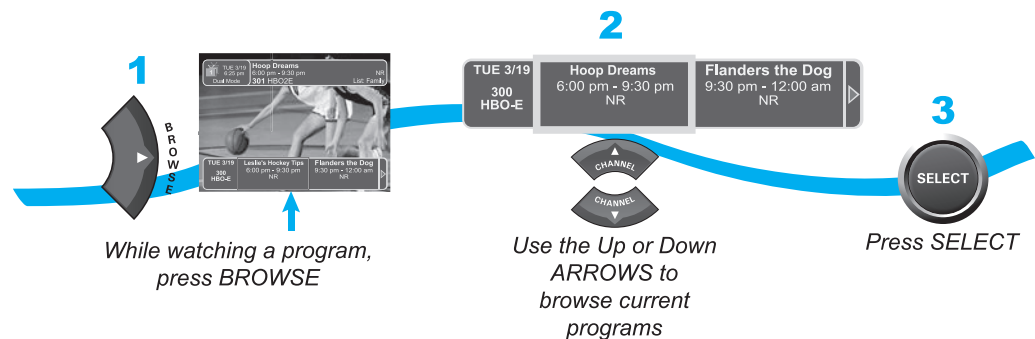 1
BROWSE
TUE 3/19
6:25 pm
Dual Mode
Hoop Dreams
6:00 pm - 9:30 pm NR
301 HBO2E List: Family
TUE 3/19
300
HBO-E
Leslie's Hockey Tips
6:00 pm - 9:30 pm
NR
Flanders the Dog
9:30 pm - 12:00 am
NR
While watching a program,
press BROWSE
2
TUE 3/19
300
HBO-E
Hoop Dreams
6:00 pm - 9:30 pm
NR
Flanders the Dog
9:30 pm - 12:00 am
NR
CHANNEL
CHANNEL
Use the Up or Down
ARROWS to
browse current
programs
3
SELECT
Press SELECT